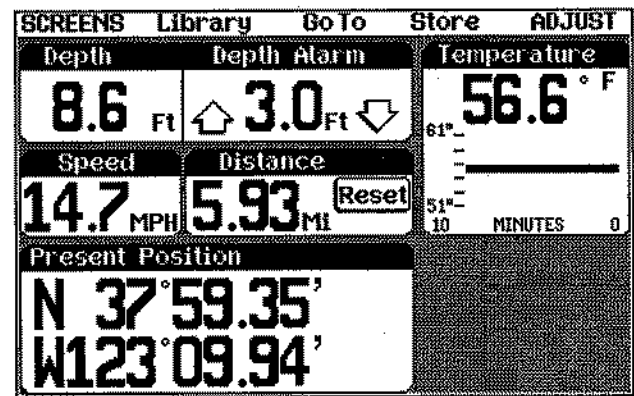 SCREENS Library GoTo Store ADJUST
Depth Depth Alarm Temperature
8.6 Ft 3.0 Ft 56.6 °F
61°
Speed Distance
14.7 MPH 5.93 MI Reset
51°
10 MINUTES 0
Present Position
N 37°59.35'
W123°09.94'